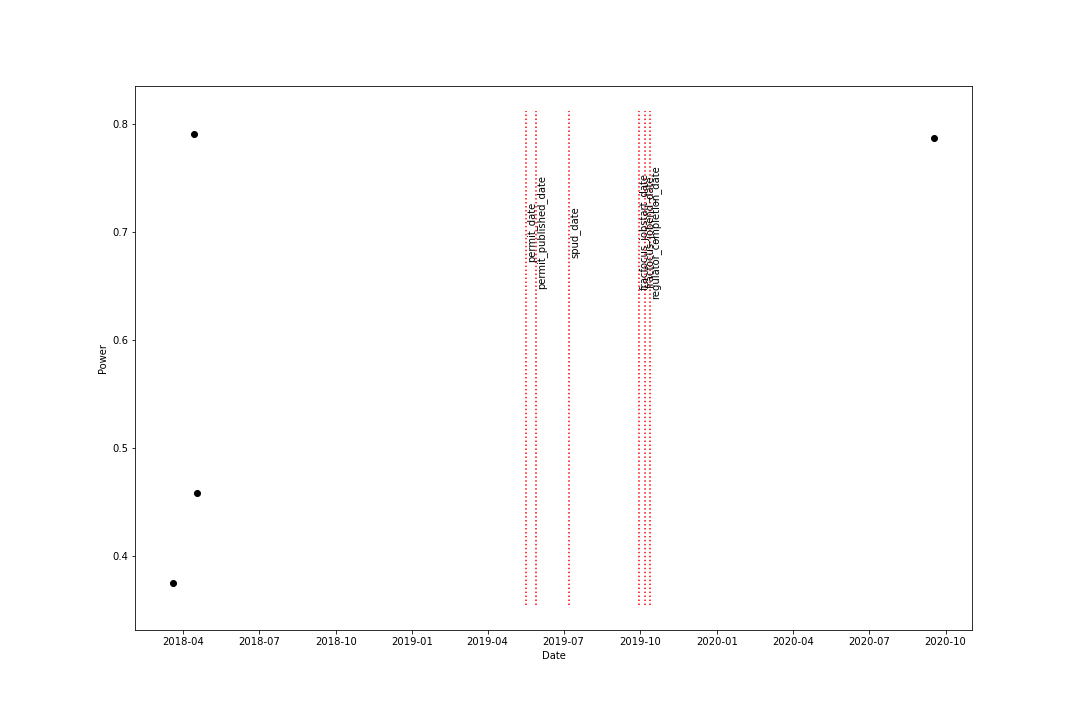 0.8
0.7
0.6
0.5
0.4
Power
permit_date
permit_published_date
spud_date
fracfocus_jobstart_date
fracfocus_jobend_date
regulator_completion_date
2018-04
2018-07
2018-10
2019-01
2019-04
2019-07
2019-10
2020-01
2020-04
2020-07
2020-10
Date